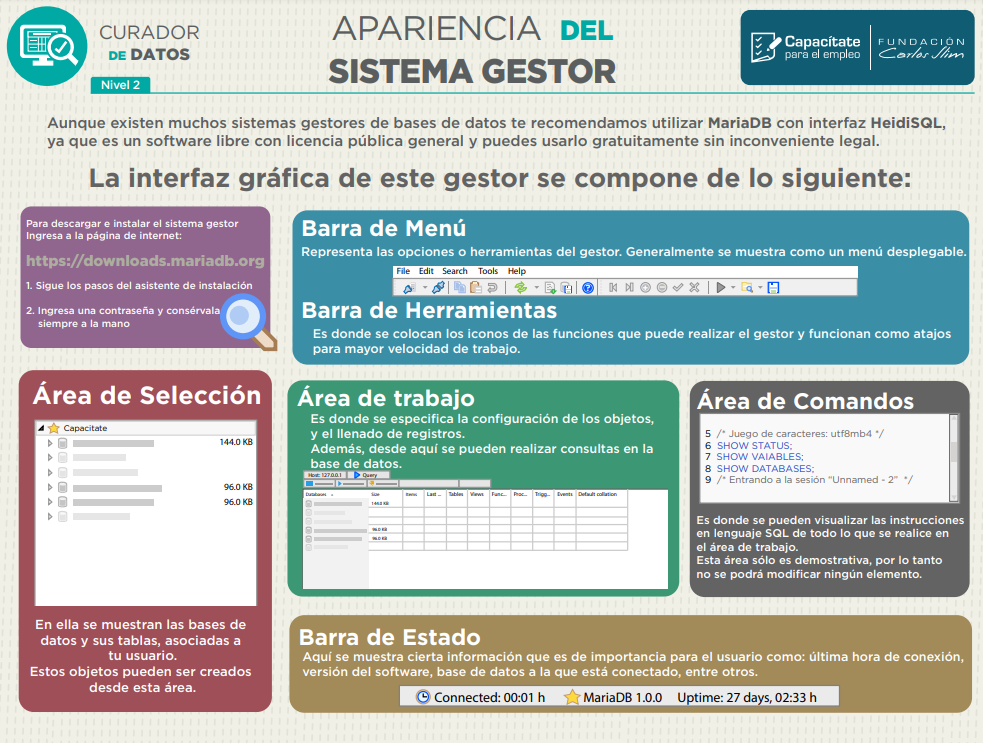 CURADOR
DE DATOS
Nivel 2
APARIENCIA DEL
SISTEMA GESTOR
Capacítate
para el empleo
FUNDACIÓN
Carlos Slim
Aunque existen muchos sistemas gestores de bases de datos te recomendamos utilizar MariaDB con interfaz HeidiSQL,
ya que es un software libre con licencia pública general y puedes usarlo gratuitamente sin inconveniente legal.
La interfaz gráfica de este gestor se compone de lo siguiente:
Para descargar e instalar el sistema gestor
Ingresa a la página de internet:
https://downloads.mariadb.org
1. Sigue los pasos del asistente de instalación
2. Ingresa una contraseña y consérvala
siempre a la mano
Barra de Menú
Representa las opciones o herramientas del gestor. Generalmente se muestra como un menú desplegable.
File Edit Search Tools Help
Barra de Herramientas
Es donde se colocan los iconos de las funciones que puede realizar el gestor y funcionan como atajos
para mayor velocidad de trabajo.
Área de Selección
Capacitate
144.0 KB
96.0 KB
96.0 KB
En ella se muestran las bases de
datos y sus tablas, asociadas a
tu usuario.
Estos objetos pueden ser creados
desde esta área.
Área de trabajo
Es donde se especifica la configuración de los objetos,
y el llenado de registros.
Además, desde aquí se pueden realizar consultas en la
base de datos.
Host: 127.0.0.1 Query
Databases Size Items Last ... Tables Views Func... Proc... Trigg... Events Default collation
144.0 KB
96.0 KB
96.0 KB
Área de Comandos
5 /* Juego de caracteres: utf8mb4 */
6 SHOW STATUS;
7 SHOW VAIABLES;
8 SHOW DATABASES;
9 /* Entrando a la sesión "Unnamed - 2" */
Es donde se pueden visualizar las instrucciones
en lenguaje SQL de todo lo que se realice en
el área de trabajo.
Esta área sólo es demostrativa, por lo tanto
no se podrá modificar ningún elemento.
Barra de Estado
Aquí se muestra cierta información que es de importancia para el usuario como: última hora de conexión,
versión del software, base de datos a la que está conectado, entre otros.
Connected: 00:01 h MariaDB 1.0.0 Uptime: 27 days, 02:33 h